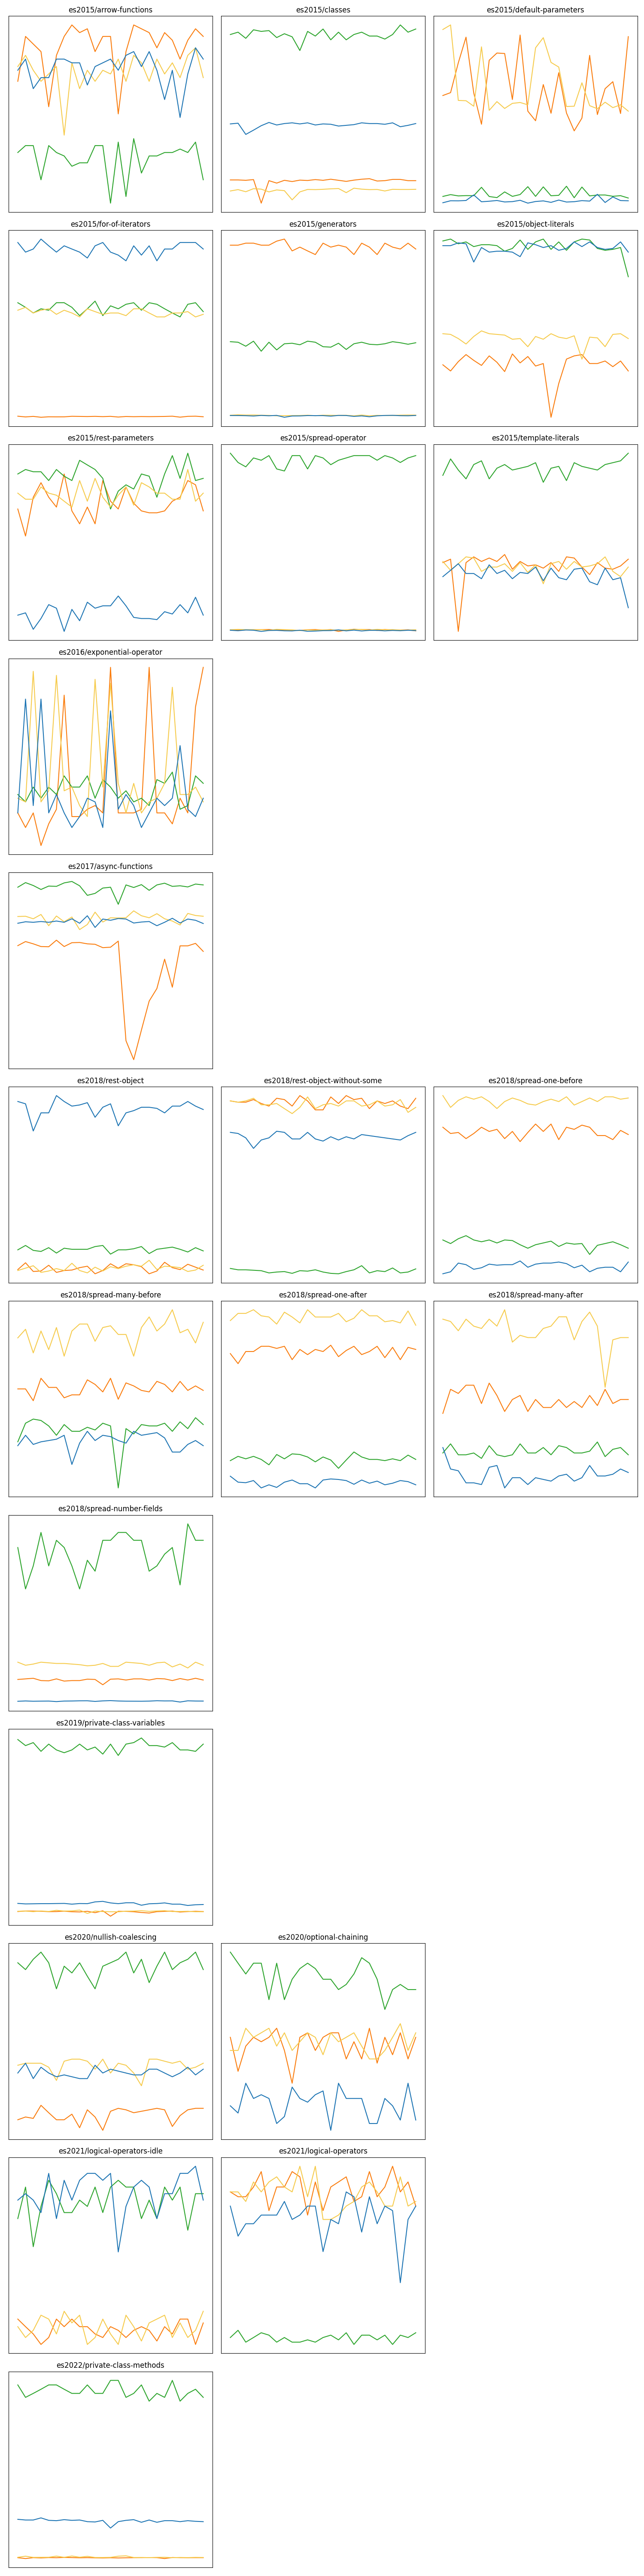 es2015/arrow-functions
es2015/classes
es2015/default-parameters
es2015/for-of-iterators
es2015/generators
es2015/object-literals
es2015/rest-parameters
es2015/spread-operator
es2015/template-literals
es2016/exponential-operator
es2017/async-functions
es2018/rest-object
es2018/rest-object-without-some
es2018/spread-one-before
es2018/spread-many-before
es2018/spread-one-after
es2018/spread-many-after
es2018/spread-number-fields
es2019/private-class-variables
es2020/nullish-coalescing
es2020/optional-chaining
es2021/logical-operators-idle
es2021/logical-operators
es2022/private-class-methods